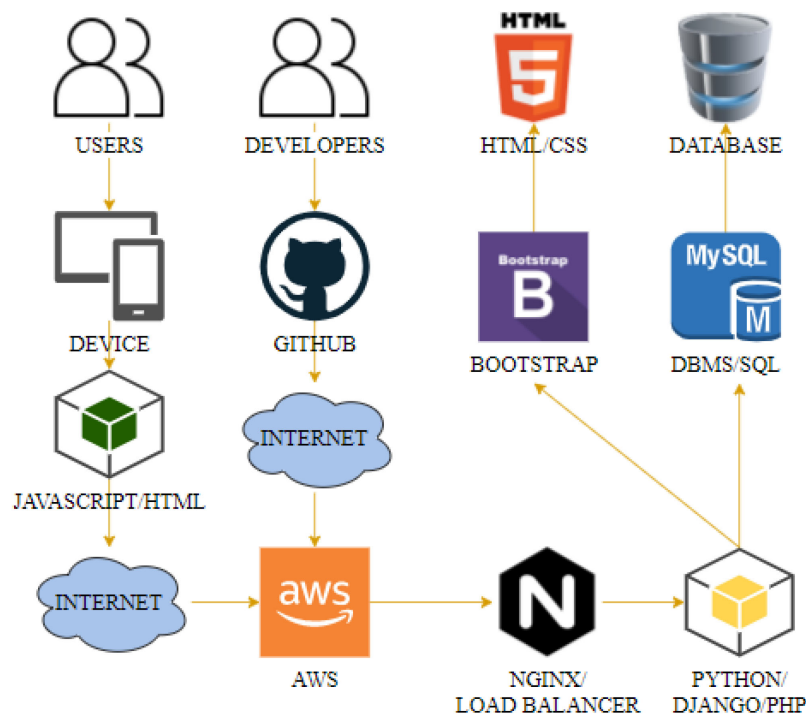 HTML
5
USERS
DEVELOPERS
HTML/CSS
DATABASE
Bootstrap
B
MySQL
M
DEVICE
GITHUB
BOOTSTRAP
DBMS/SQL
INTERNET
JAVASCRIPT/HTML
INTERNET
aws
N
AWS
NGINX/
LOAD BALANCER
PYTHON/
DJANGO/PHP